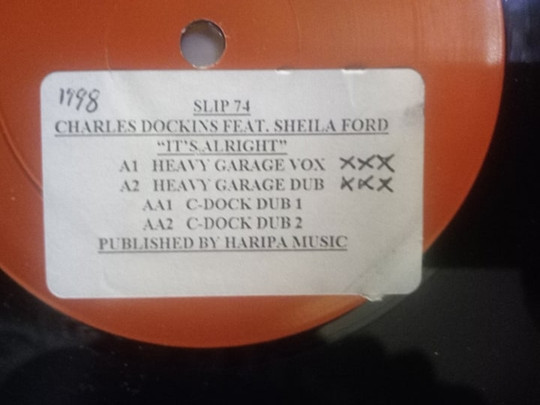 1998
SLIP 74
CHARLES DOCKINS FEAT. SHEILA FORD
"IT'S ALRIGHT"
A1 HEAVY GARAGE VOX XXX
A2 HEAVY GARAGE DUB XXX
AA1 C-DOCK DUB 1
AA2 C-DOCK DUB 2
PUBLISHED BY HARIPA MUSIC